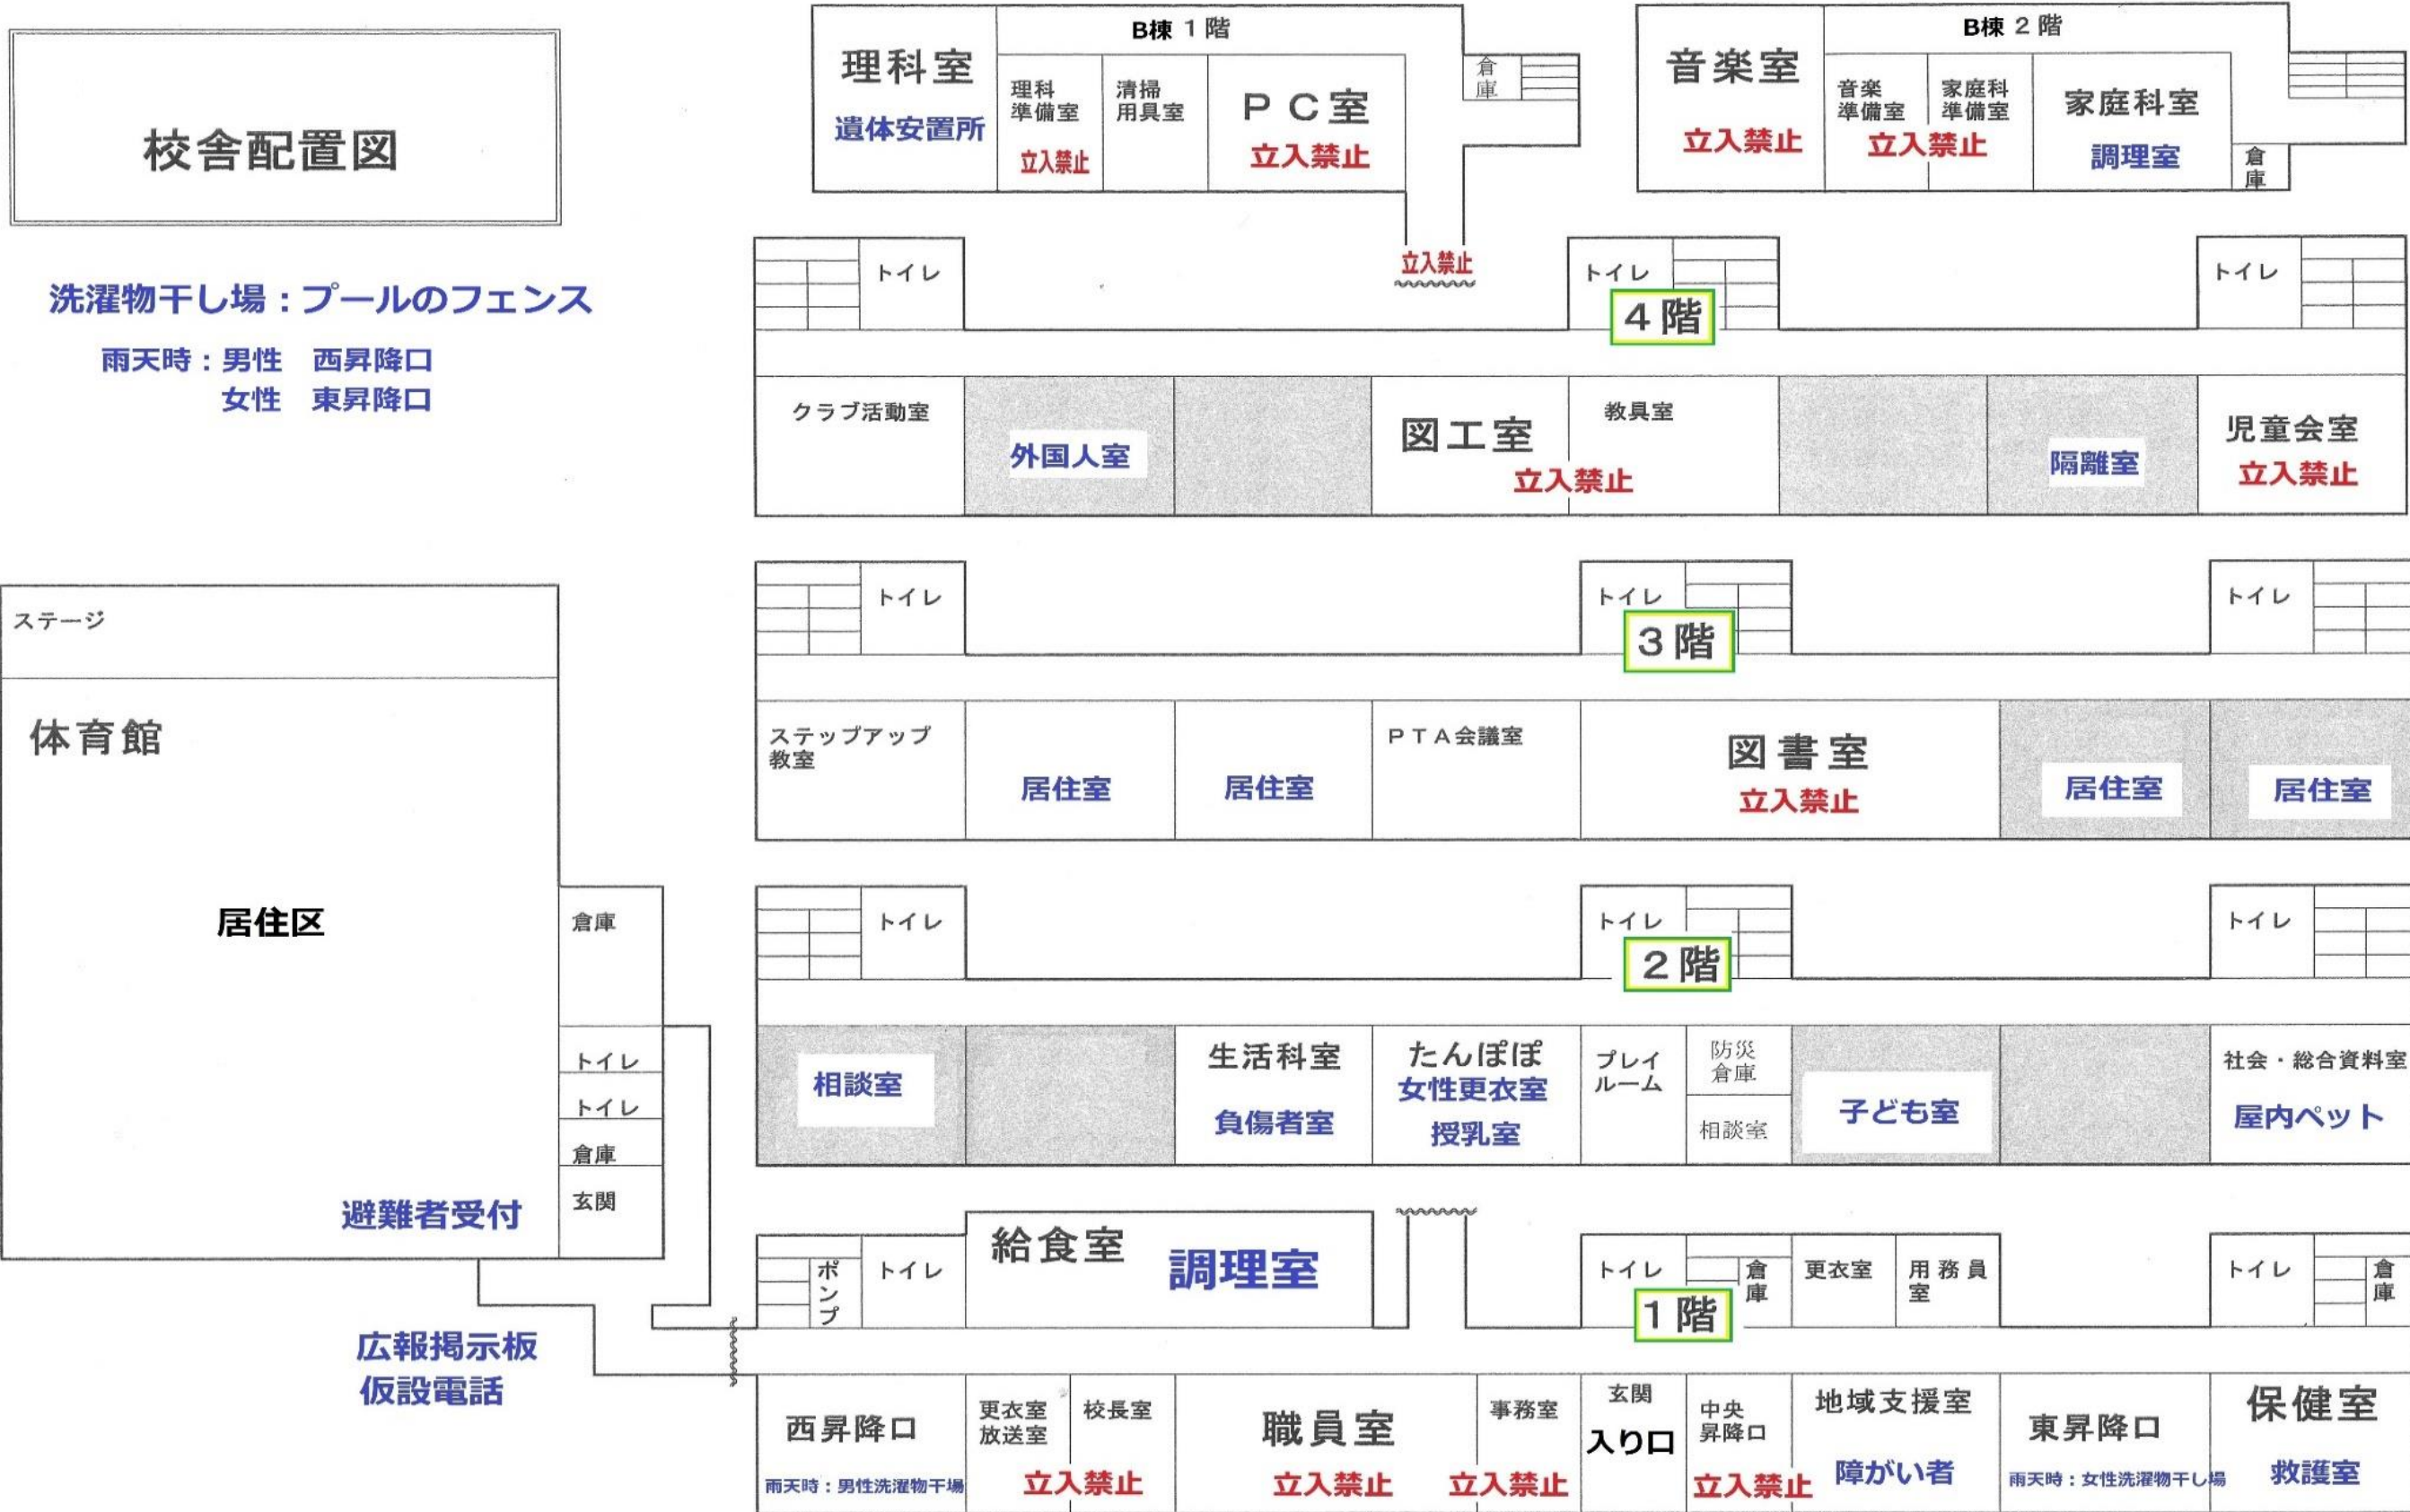 校舎配置図
洗濯物干し場：プールのフェンス
雨天時：男性　西昇降口
女性　東昇降口
B棟 1 階
理科室
遺体安置所
理科
準備室
立入禁止
清掃
用具室
ＰＣ室
立入禁止
倉
庫
立入禁止
B棟 2 階
音楽室
立入禁止
音楽
準備室
家庭科
準備室
立入禁止
家庭科室
調理室
倉
庫
トイレ
トイレ
トイレ
４階
クラブ活動室
外国人室
図工室
教具室
立入禁止
隔離室
児童会室
立入禁止
トイレ
トイレ
トイレ
３階
ステップアップ
教室
居住室
居住室
ＰＴＡ会議室
図書室
立入禁止
居住室
居住室
トイレ
トイレ
トイレ
２階
相談室
生活科室
負傷者室
たんぽぽ
女性更衣室
授乳室
プレイ
ルーム
防災
倉庫
相談室
子ども室
社会・総合資料室
屋内ペット
ステージ
体育館
居住区
倉庫
トイレ
トイレ
倉庫
玄関
避難者受付
広報掲示板
仮設電話
ポンプ
トイレ
給食室
調理室
トイレ
倉
庫
更衣室
用務員
室
トイレ
倉
庫
１階
西昇降口
雨天時：男性洗濯物干場
更衣室
放送室
校長室
立入禁止
職員室
立入禁止
事務室
立入禁止
玄関
入り口
中央
昇降口
立入禁止
地域支援室
障がい者
東昇降口
雨天時：女性洗濯物干し場
保健室
救護室